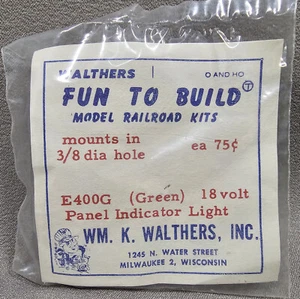 WALTHERS O AND HO
FUN TO BUILD T
MODEL RAILROAD KITS
mounts in
3/8 dia hole ea 75¢
E400G (Green) 18 volt
Panel Indicator Light
WM. K. WALTHERS, INC.
1245 N. WATER STREET
MILWAUKEE 2, WISCONSIN